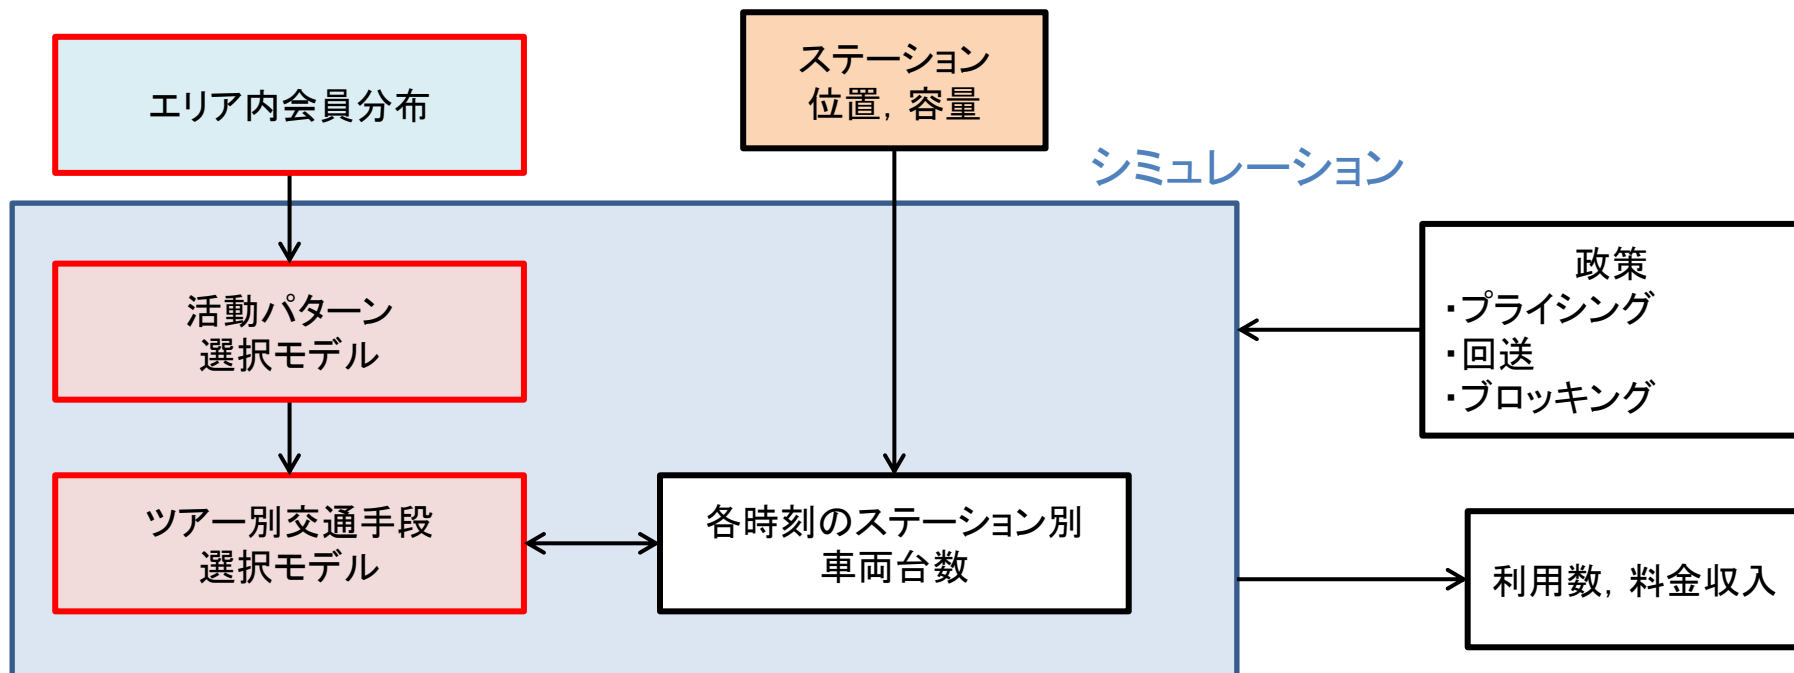 エリア内会員分布
ステーション
位置, 容量
シミュレーション
活動パターン
選択モデル
政策
・プライシング
・回送
・ブロッキング
ツアー別交通手段
選択モデル
各時刻のステーション別
車両台数
利用数, 料金収入